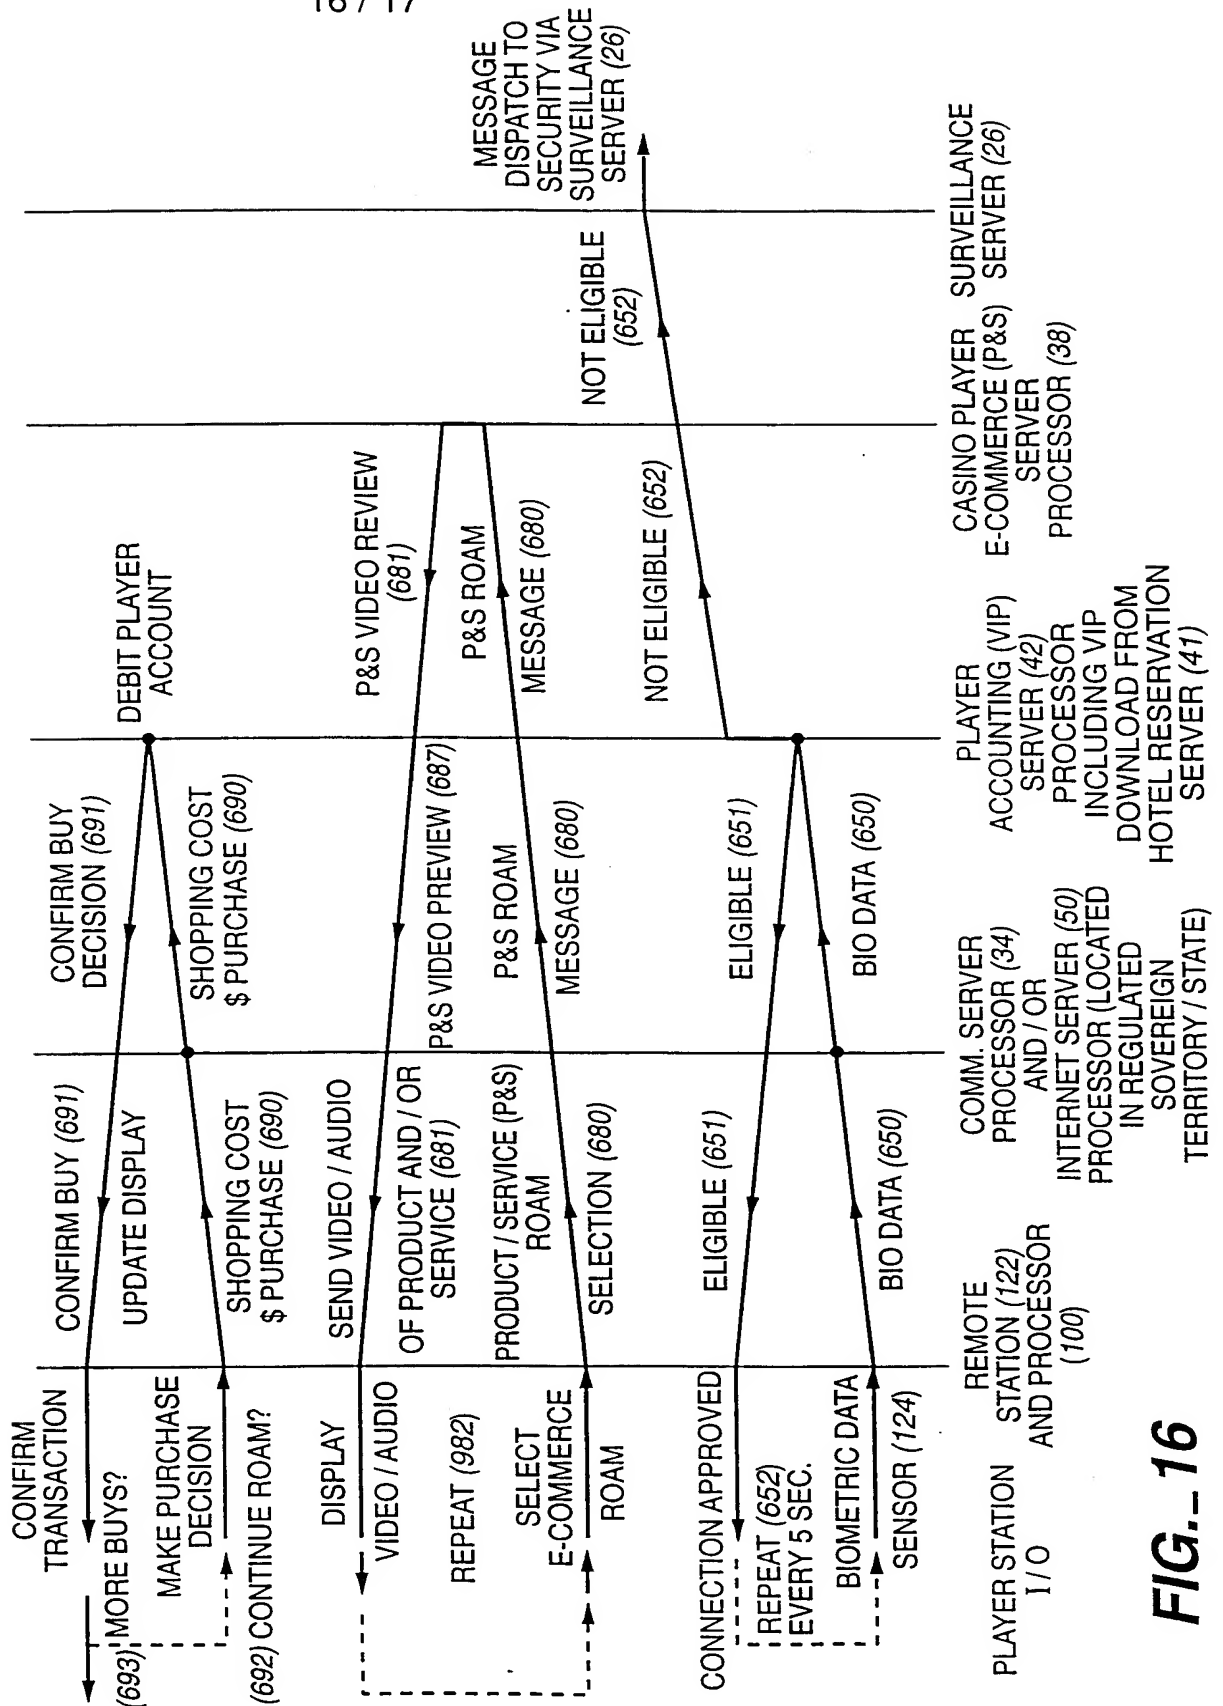 16 / 17
MESSAGE
DISPATCH TO
SECURITY VIA
SURVEILLANCE
SERVER (26)
NOT ELIGIBLE
(652)
DEBIT PLAYER
ACCOUNT
P&S VIDEO REVIEW
(681)
P&S ROAM
MESSAGE (680)
NOT ELIGIBLE (652)
CONFIRM BUY
DECISION (691)
SHOPPING COST
$ PURCHASE (690)
P&S VIDEO PREVIEW (687)
P&S ROAM
MESSAGE (680)
ELIGIBLE (651)
BIO DATA (650)
CONFIRM BUY (691)
UPDATE DISPLAY
SHOPPING COST
$ PURCHASE (690)
SEND VIDEO / AUDIO
OF PRODUCT AND / OR
SERVICE (681)
PRODUCT / SERVICE (P&S)
ROAM
SELECTION (680)
ELIGIBLE (651)
BIO DATA (650)
CONFIRM
TRANSACTION
(693) MORE BUYS?
MAKE PURCHASE
DECISION
(692) CONTINUE ROAM?
DISPLAY
VIDEO / AUDIO
REPEAT (982)
SELECT
E-COMMERCE
ROAM
CONNECTION APPROVED
REPEAT (652)
EVERY 5 SEC.
BIOMETRIC DATA
SENSOR (124)
PLAYER STATION
I / O
REMOTE
STATION (122)
AND PROCESSOR
(100)
COMM. SERVER
PROCESSOR (34)
AND / OR
INTERNET SERVER (50)
PROCESSOR (LOCATED
IN REGULATED
SOVEREIGN
TERRITORY / STATE)
PLAYER
ACCOUNTING (VIP)
SERVER (42)
PROCESSOR
INCLUDING VIP
DOWNLOAD FROM
HOTEL RESERVATION
SERVER (41)
CASINO PLAYER
E-COMMERCE (P&S)
SERVER
PROCESSOR (38)
SURVEILLANCE
SERVER (26)
FIG._16